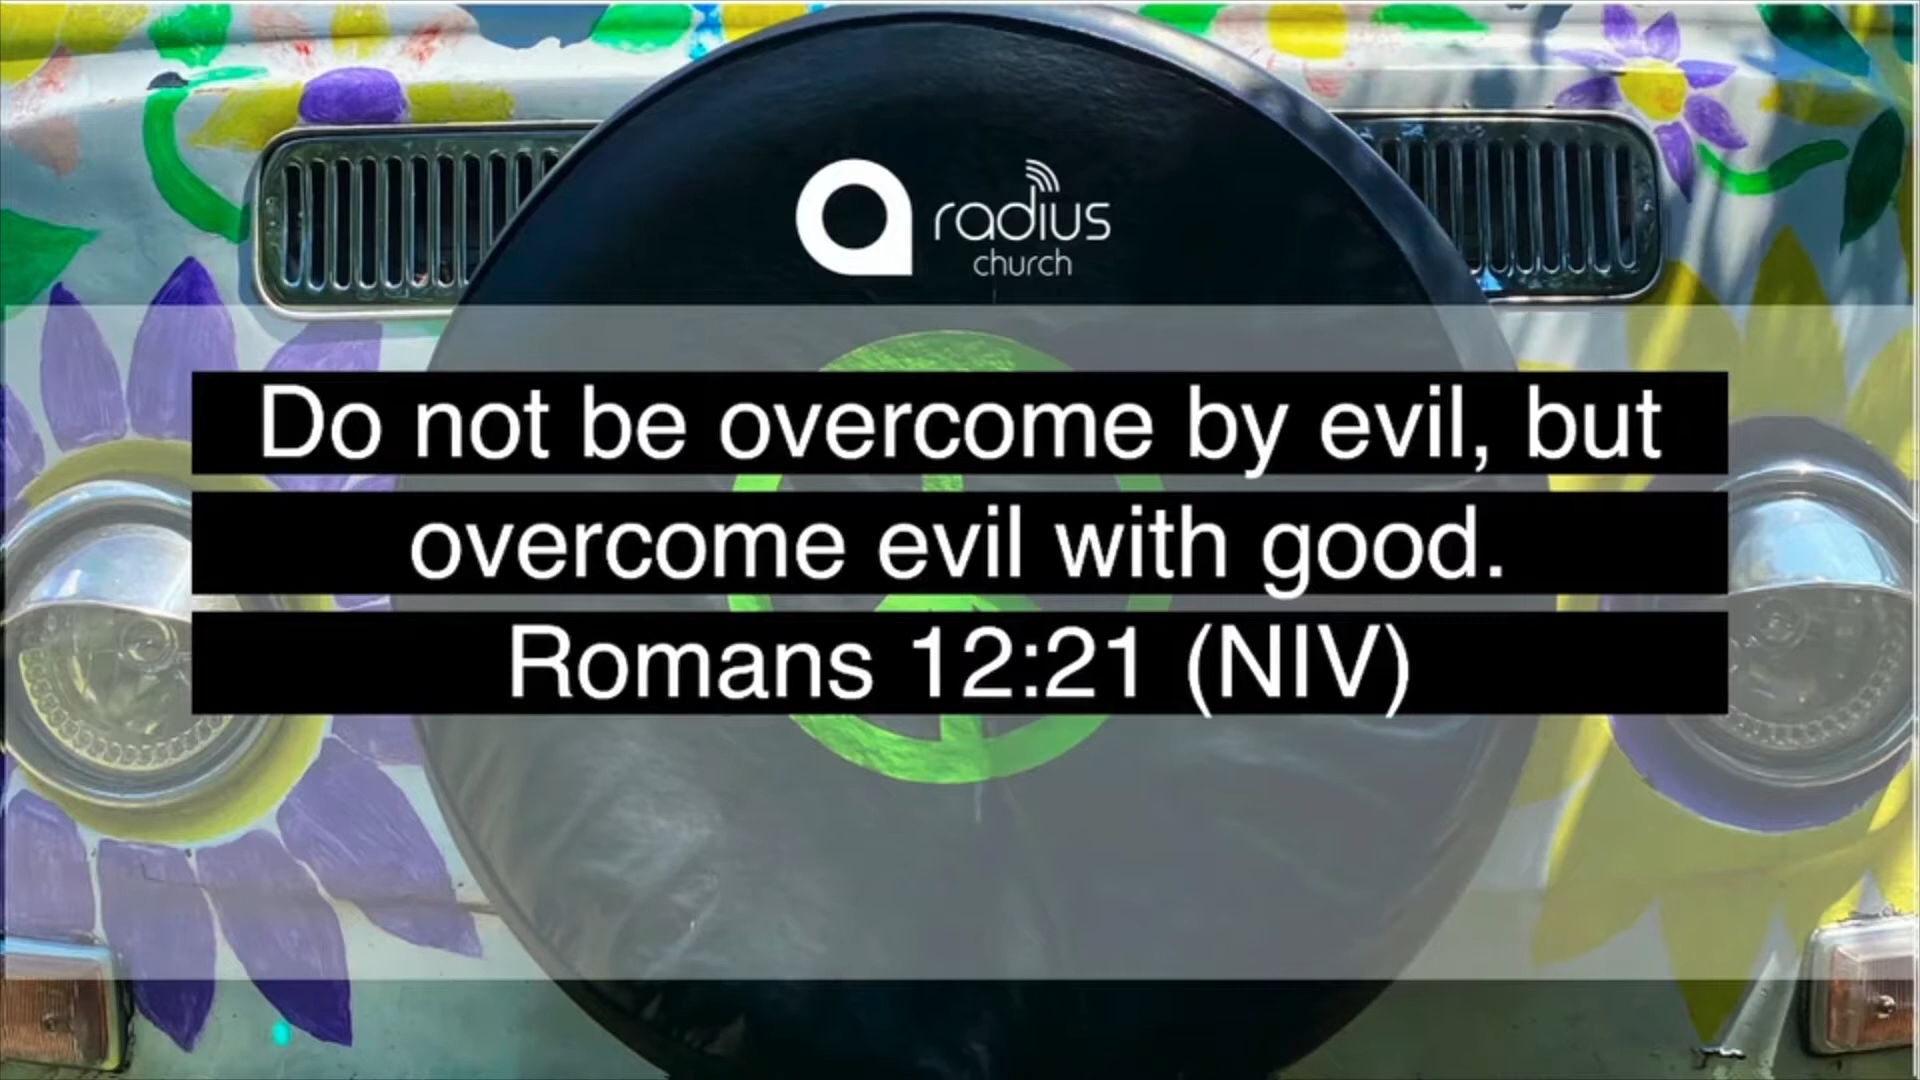 radius
church
Do not be overcome by evil, but
overcome evil with good.
Romans 12:21 (NIV)